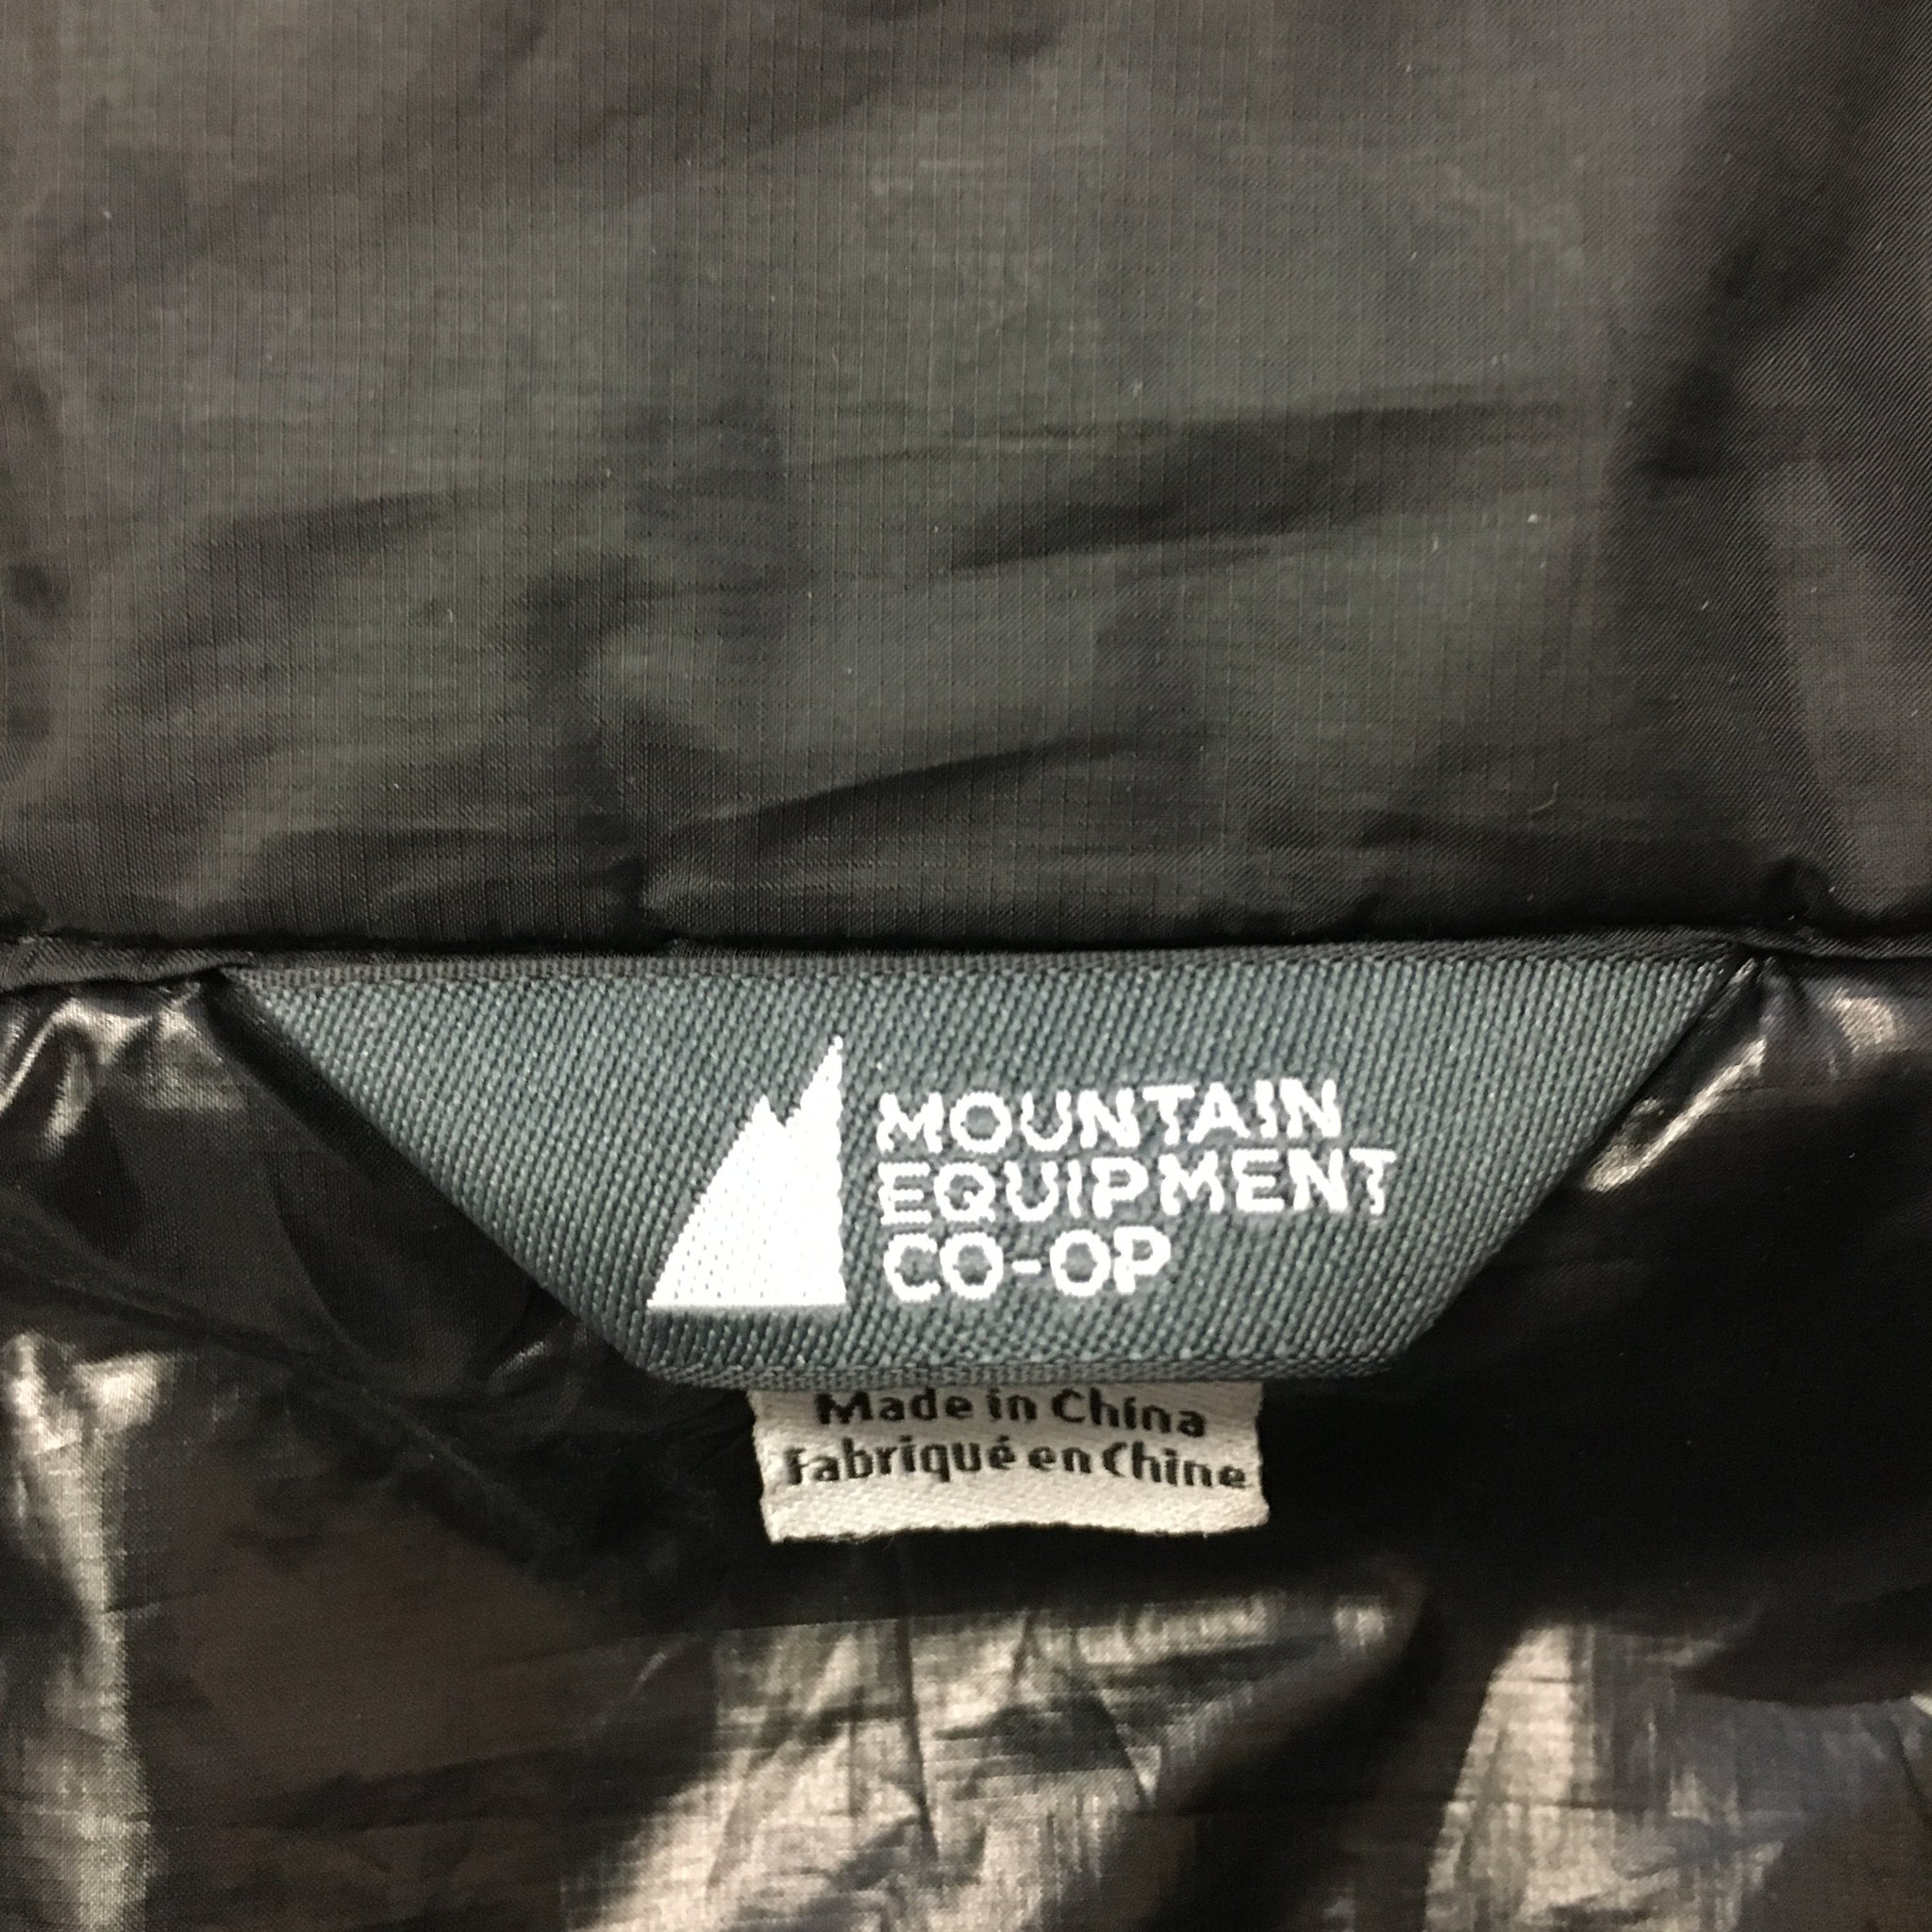 MOUNTAIN
EQUIPMENT
CO-OP
Made in China
Fabriqué en Chine